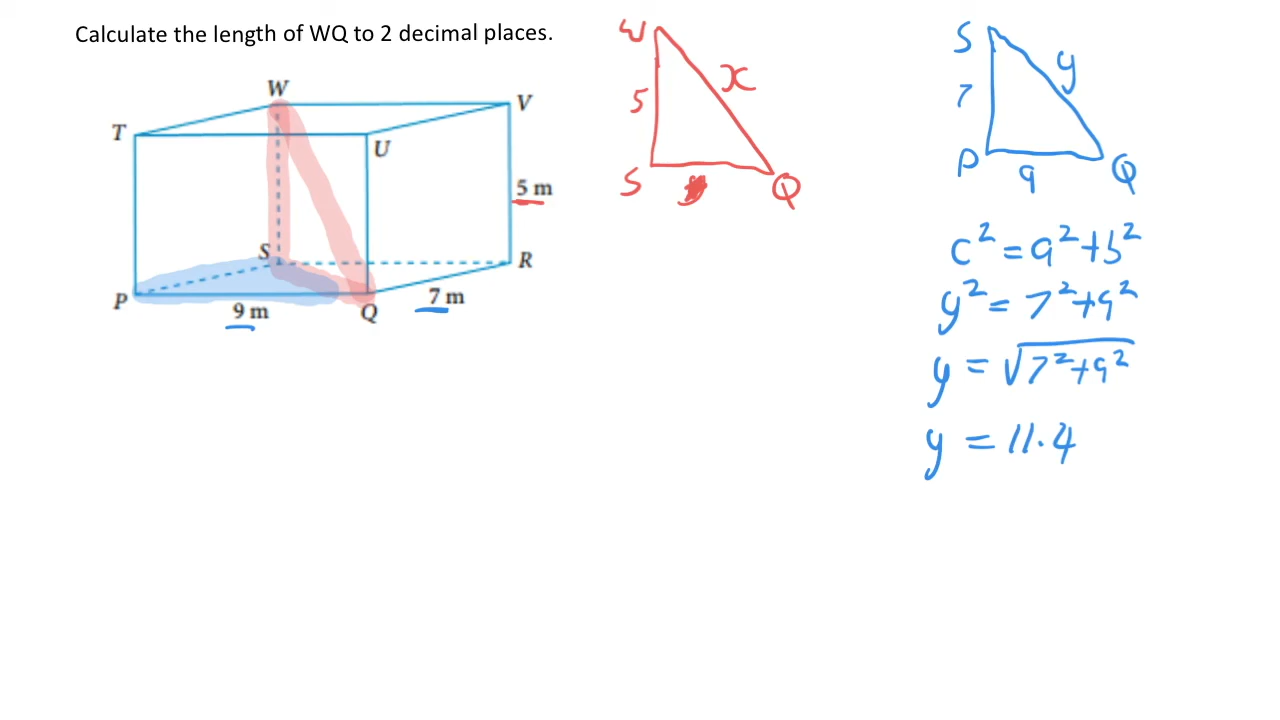 Calculate the length of WQ to 2 decimal places.
W
V
T
U
5 m
S
R
P
9 m
Q
7 m
W
5
x
S
Q
S
7
y
P
9
Q
c² = a² + b²
y² = 7² + 9²
y = √7² + 9²
y = 11.4